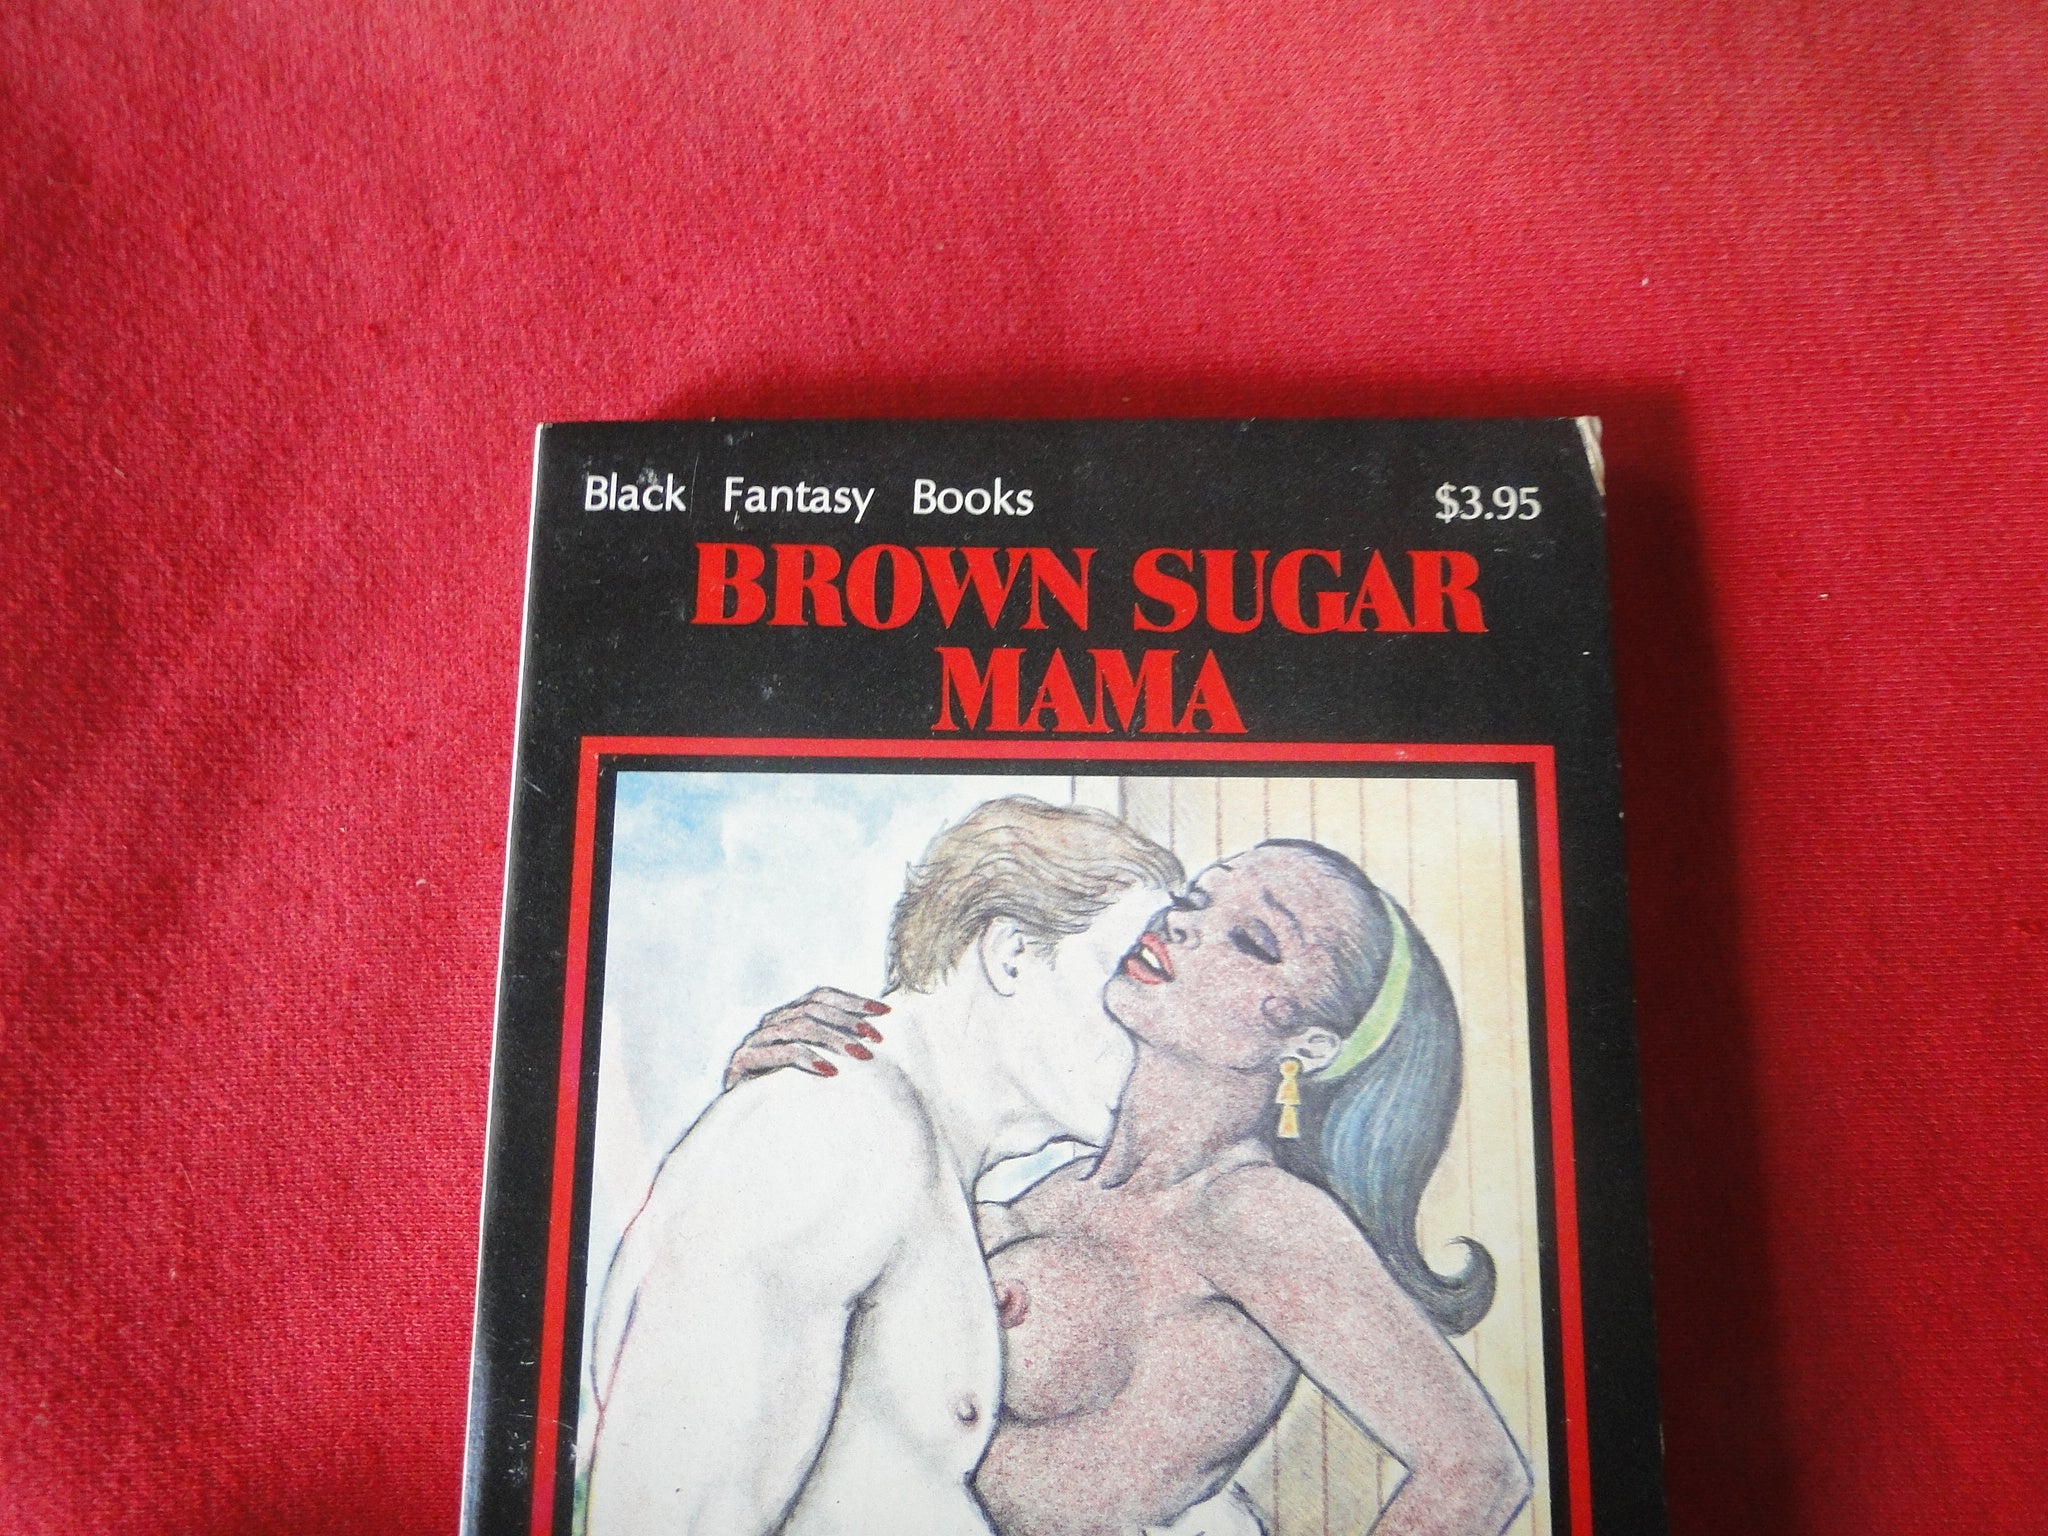 Black Fantasy Books $3.95
BROWN SUGAR
MAMA